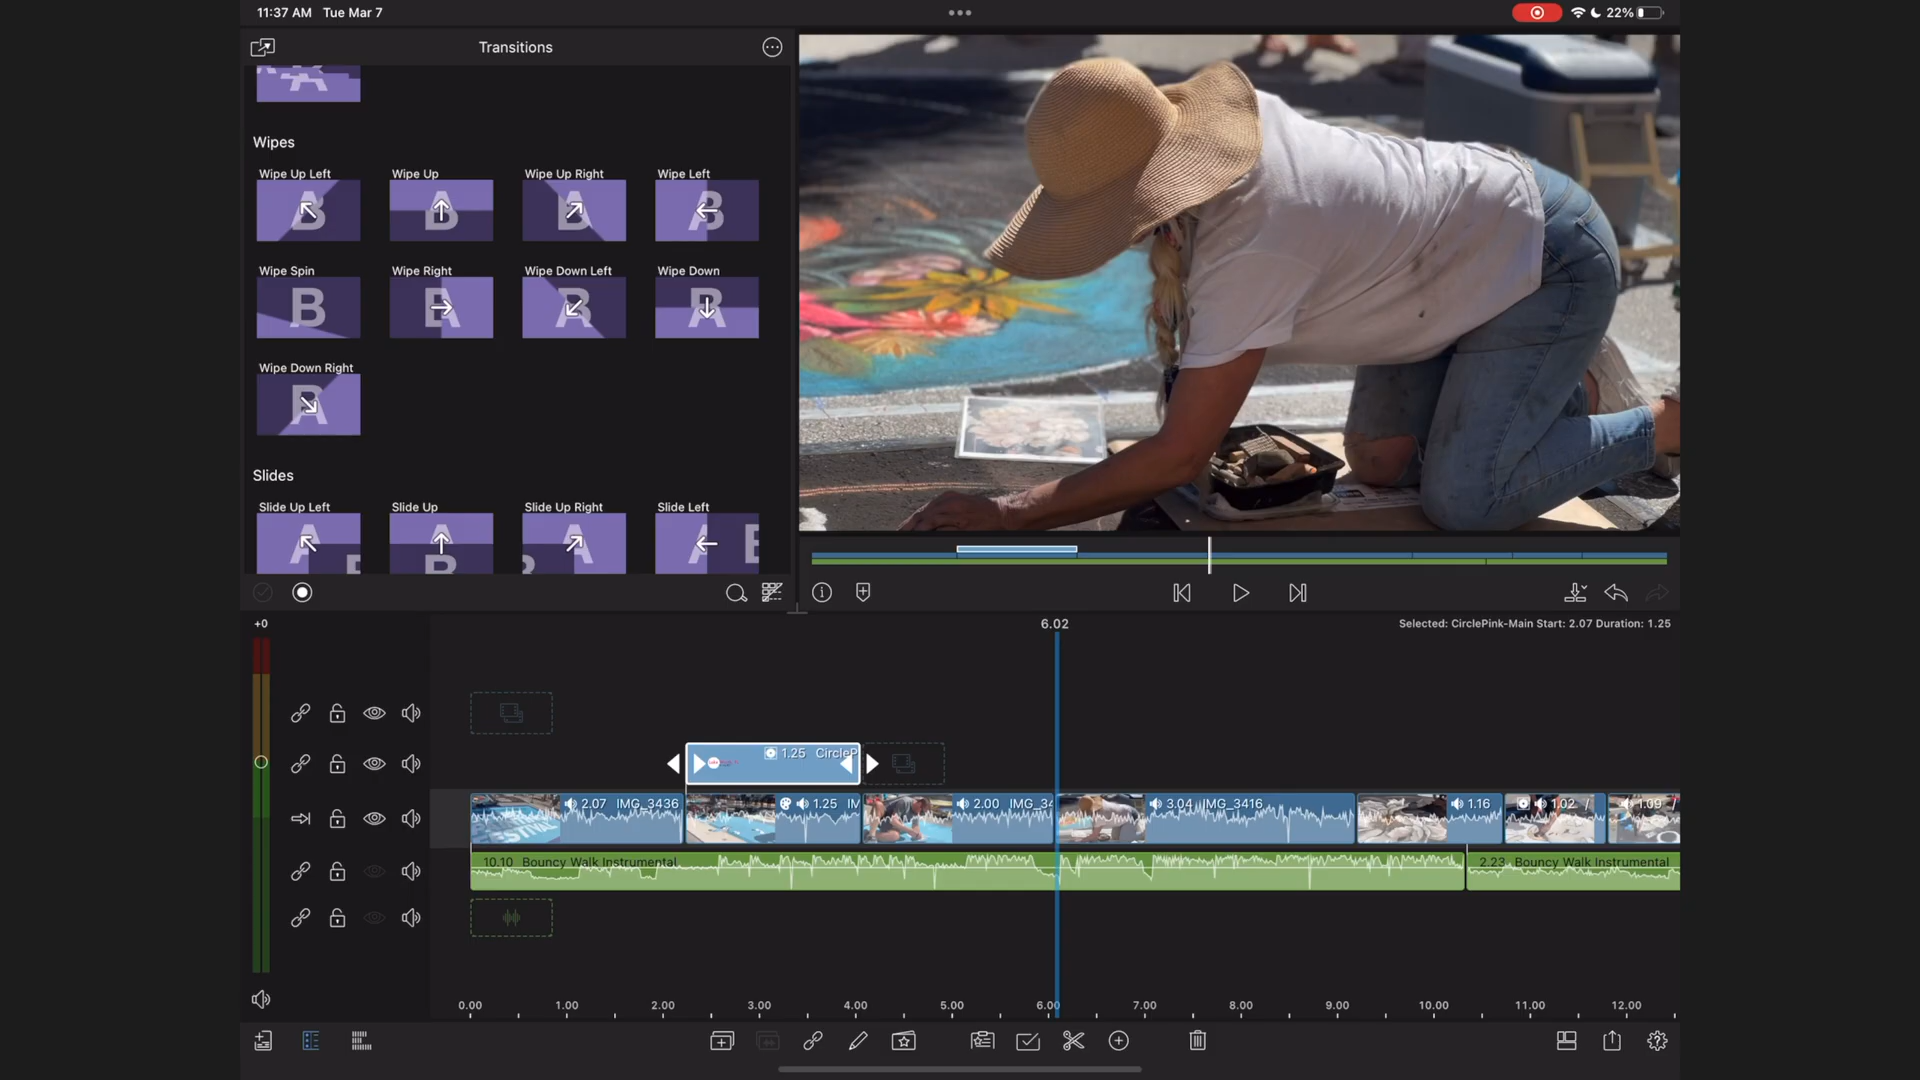 11:37 AM Tue Mar 7
22%
Transitions
Wipes
Wipe Up Left Wipe Up Wipe Up Right Wipe Left
Wipe Spin Wipe Right Wipe Down Left Wipe Down
Wipe Down Right
Slides
Slide Up Left Slide Up Slide Up Right Slide Left
+0
6.02
Selected: CirclePink-Main Start: 2.07 Duration: 1.25
1.25 CircleP
2.07 IMG_3436 1.25 IM 2.00 IMG_34 3.04 IMG_3416 1.16 1.02 / 1.09 /
10.10 Bouncy Walk Instrumental 2.23 Bouncy Walk Instrumental
0.00 1.00 2.00 3.00 4.00 5.00 6.00 7.00 8.00 9.00 10.00 11.00 12.00